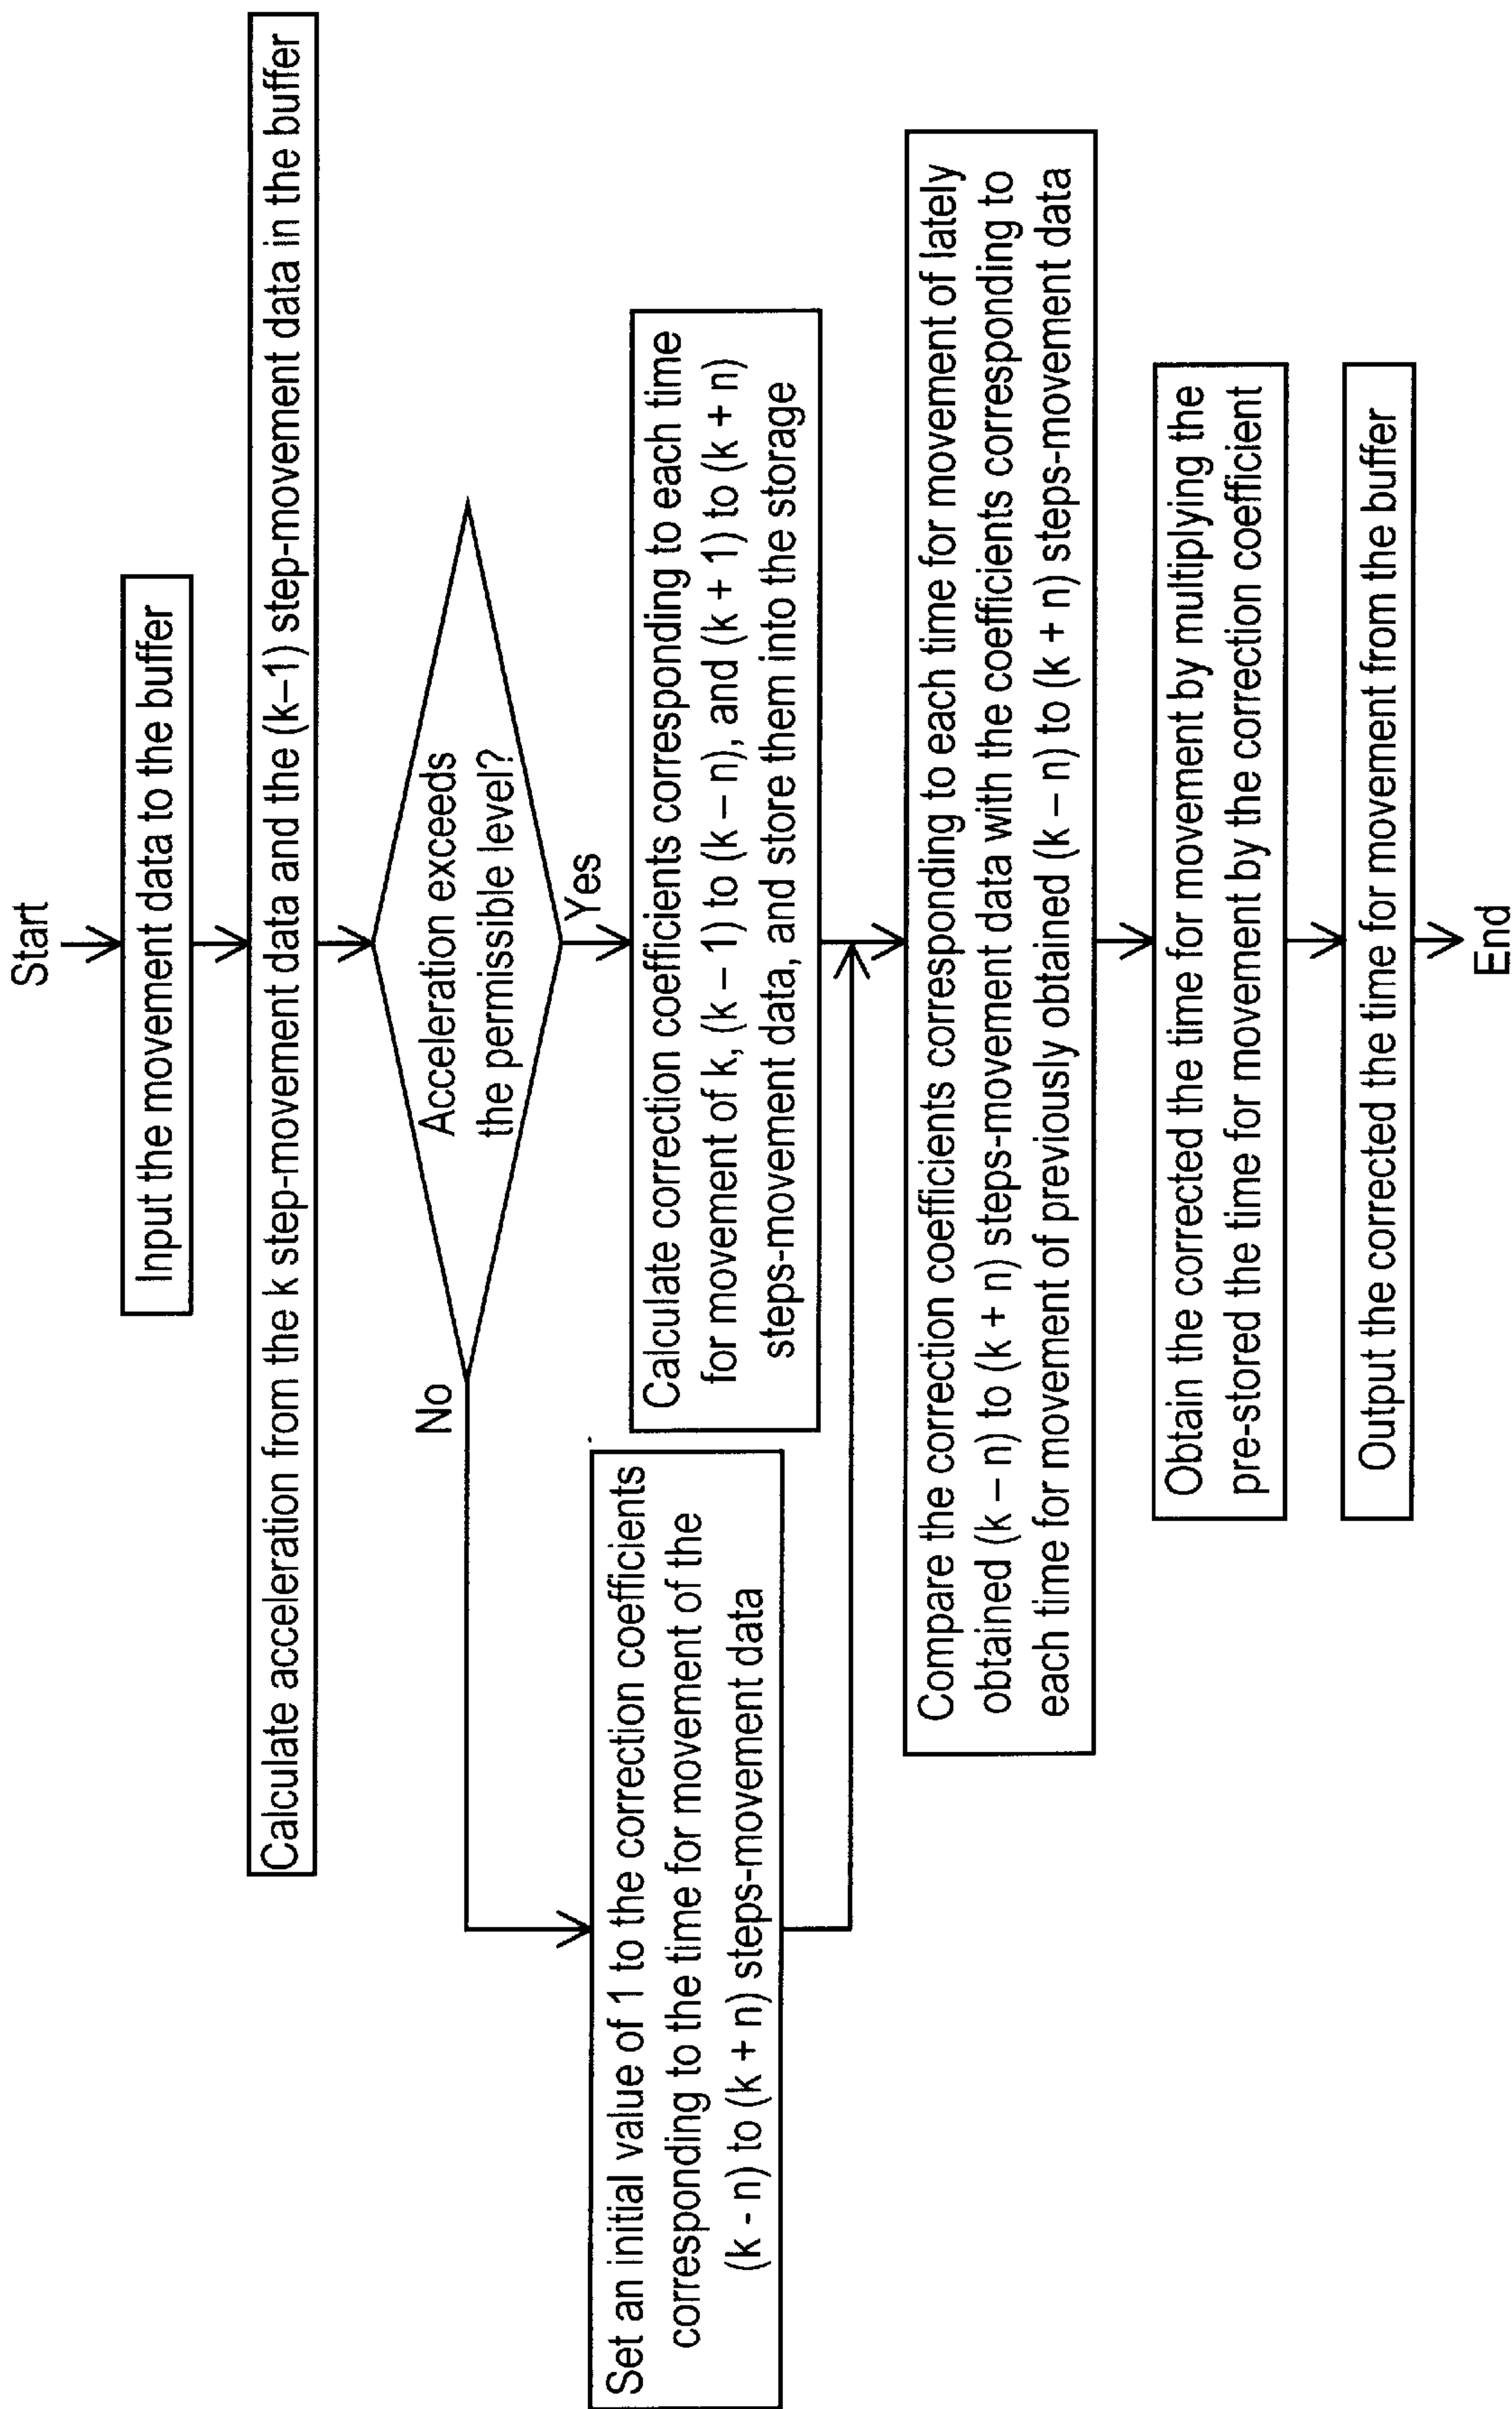 Start
Input the movement data to the buffer
Calculate acceleration from the k step-movement data and the (k–1) step-movement data in the buffer
Acceleration exceeds
the permissible level?
No
Yes
Set an initial value of 1 to the correction coefficients
corresponding to the time for movement of the
(k - n) to (k + n) steps-movement data
Calculate correction coefficients corresponding to each time
for movement of k, (k – 1) to (k – n), and (k + 1) to (k + n)
steps-movement data, and store them into the storage
Compare the correction coefficients corresponding to each time for movement of lately
obtained (k – n) to (k + n) steps-movement data with the coefficients corresponding to
each time for movement of previously obtained (k – n) to (k + n) steps-movement data
Obtain the corrected the time for movement by multiplying the
pre-stored the time for movement by the correction coefficient
Output the corrected the time for movement from the buffer
End